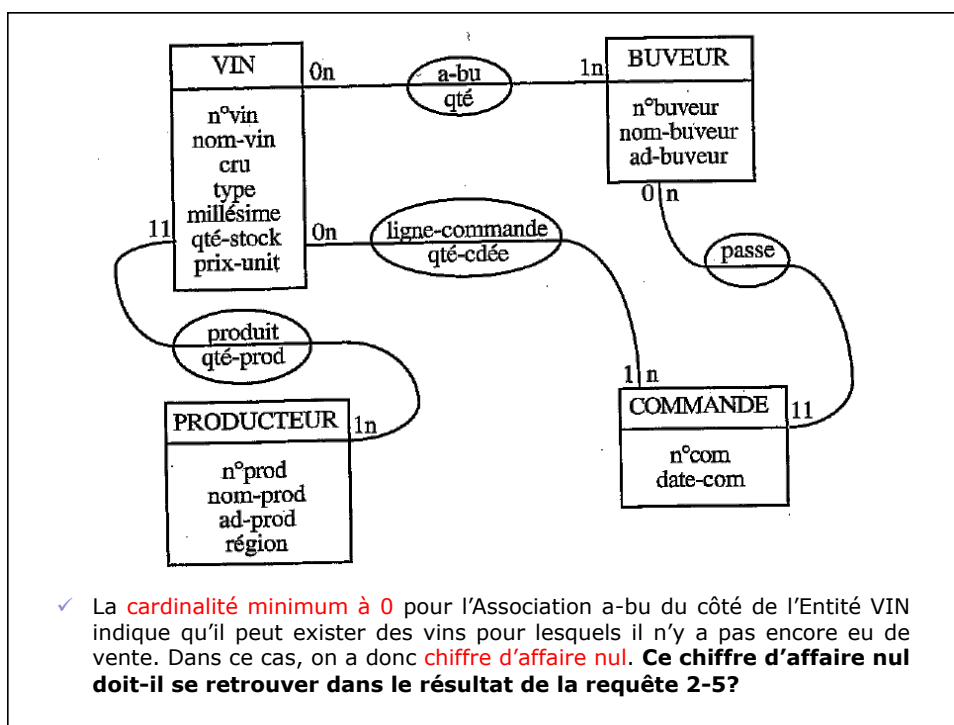 VIN
0n
a-bu
qté
1n
BUVEUR
n°vin
nom-vin
cru
type
millésime
qté-stock
prix-unit
n°buveur
nom-buveur
ad-buveur
0 n
11
0n
ligne-commande
qté-cdée
passe
produit
qté-prod
1 n
PRODUCTEUR
1n
COMMANDE
11
n°prod
nom-prod
ad-prod
région
n°com
date-com
✓ La cardinalité minimum à 0 pour l’Association a-bu du côté de l’Entité VIN
indique qu’il peut exister des vins pour lesquels il n’y a pas encore eu de
vente. Dans ce cas, on a donc chiffre d’affaire nul. Ce chiffre d’affaire nul
doit-il se retrouver dans le résultat de la requête 2-5?